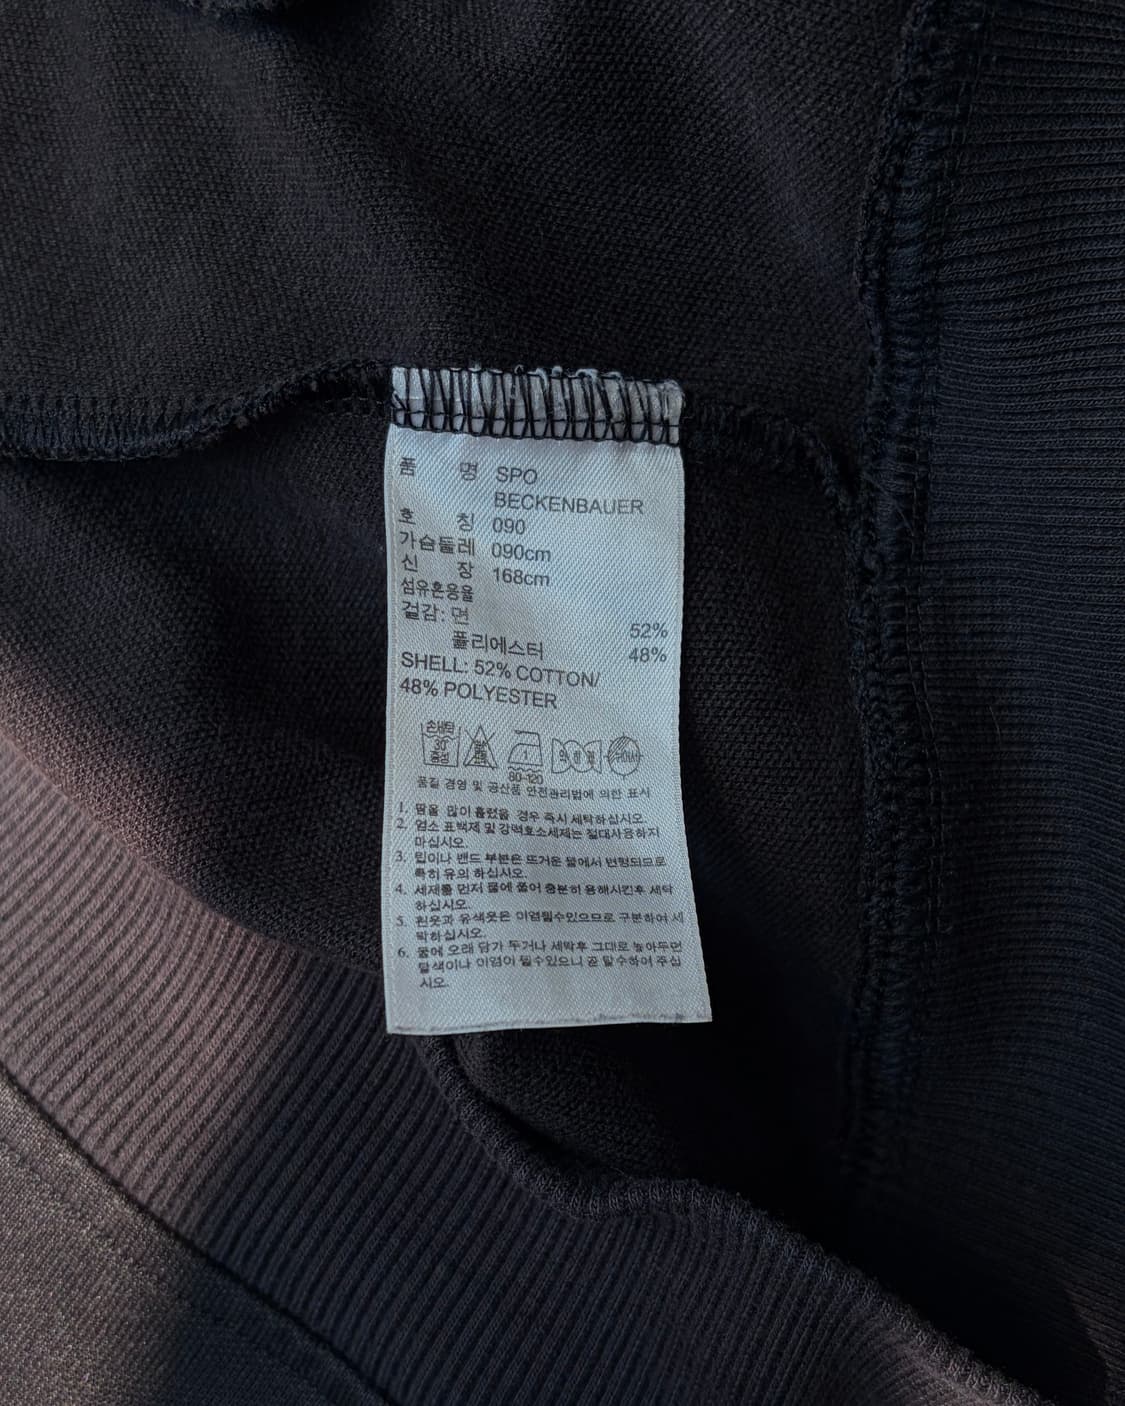 품 명 SPO
BECKENBAUER
호 칭 090
가슴둘레 090cm
신 장 168cm
섬유혼용율
겉감: 면 52%
폴리에스터 48%
SHELL: 52% COTTON/
48% POLYESTER
손세탁
30°
중성
80-120
품질 경영 및 공산품 안전관리법에 의한 표시
1. 땀을 많이 흘렸을 경우 즉시 세탁하십시오
2. 염소 표백제 및 강력효소세제는 절대사용하지
마십시오.
3. 립이나 밴드 부분은 뜨거운 물에서 변형되므로
특히 유의 하십시오.
4. 세제를 먼저 물에 풀어 충분히 용해시킨후 세탁
하십시오.
5. 흰옷과 유색옷은 이염될수있으므로 구분하여 세
탁하십시오.
6. 물에 오래 담가 두거나 세탁후 그대로 놓아두면
탈색이나 이염이 될수있으니 곧 탈수하여 주십
시오.